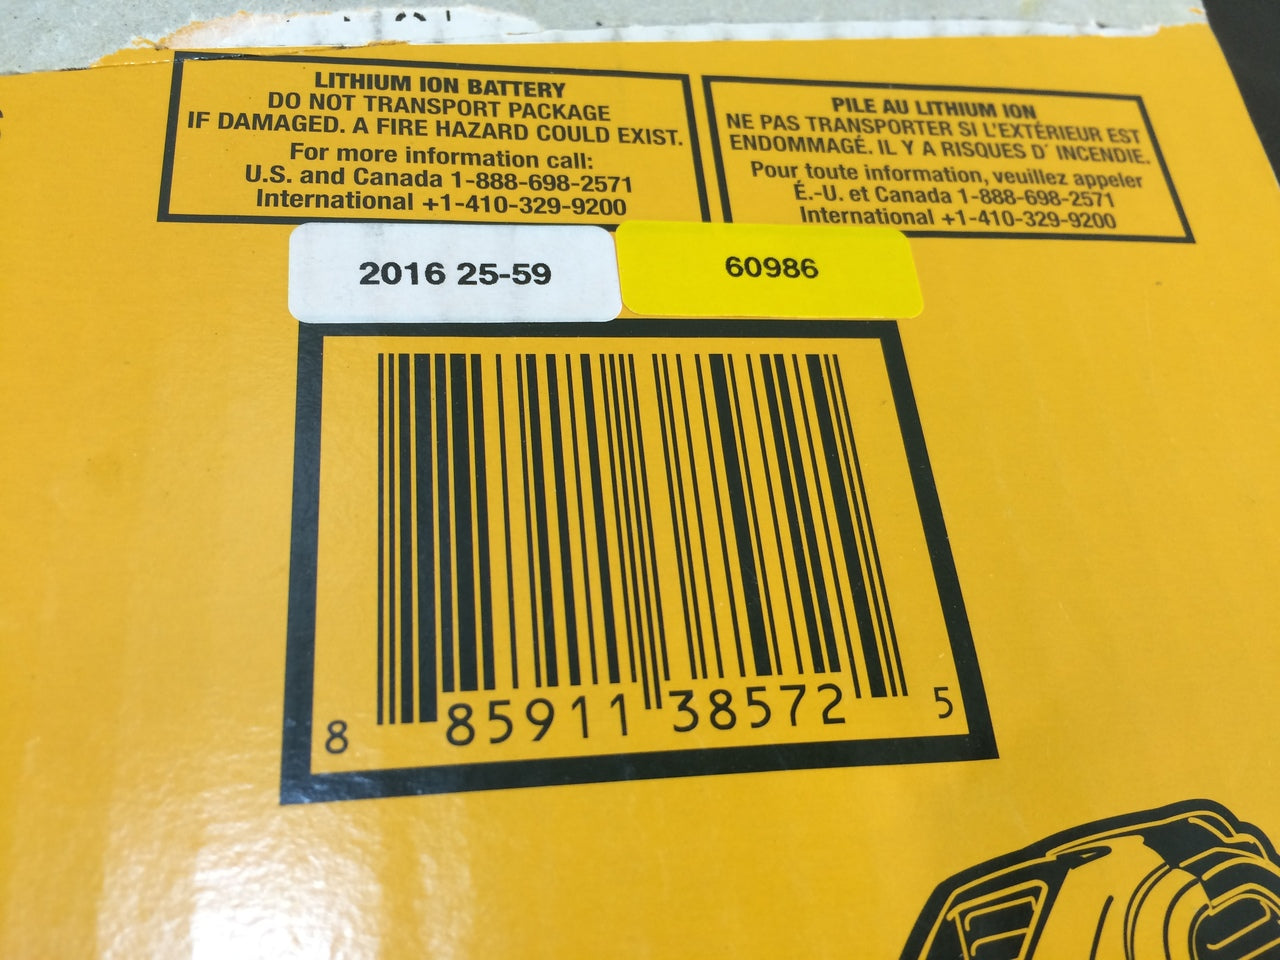 LITHIUM ION BATTERY
DO NOT TRANSPORT PACKAGE
IF DAMAGED. A FIRE HAZARD COULD EXIST.
For more information call:
U.S. and Canada 1-888-698-2571
International +1-410-329-9200
PILE AU LITHIUM ION
NE PAS TRANSPORTER SI L'EXTÉRIEUR EST
ENDOMMAGÉ. IL Y A RISQUES D' INCENDIE.
Pour toute information, veuillez appeler
É.-U. et Canada 1-888-698-2571
International +1-410-329-9200
2016 25-59
60986
8 85911 38572 5